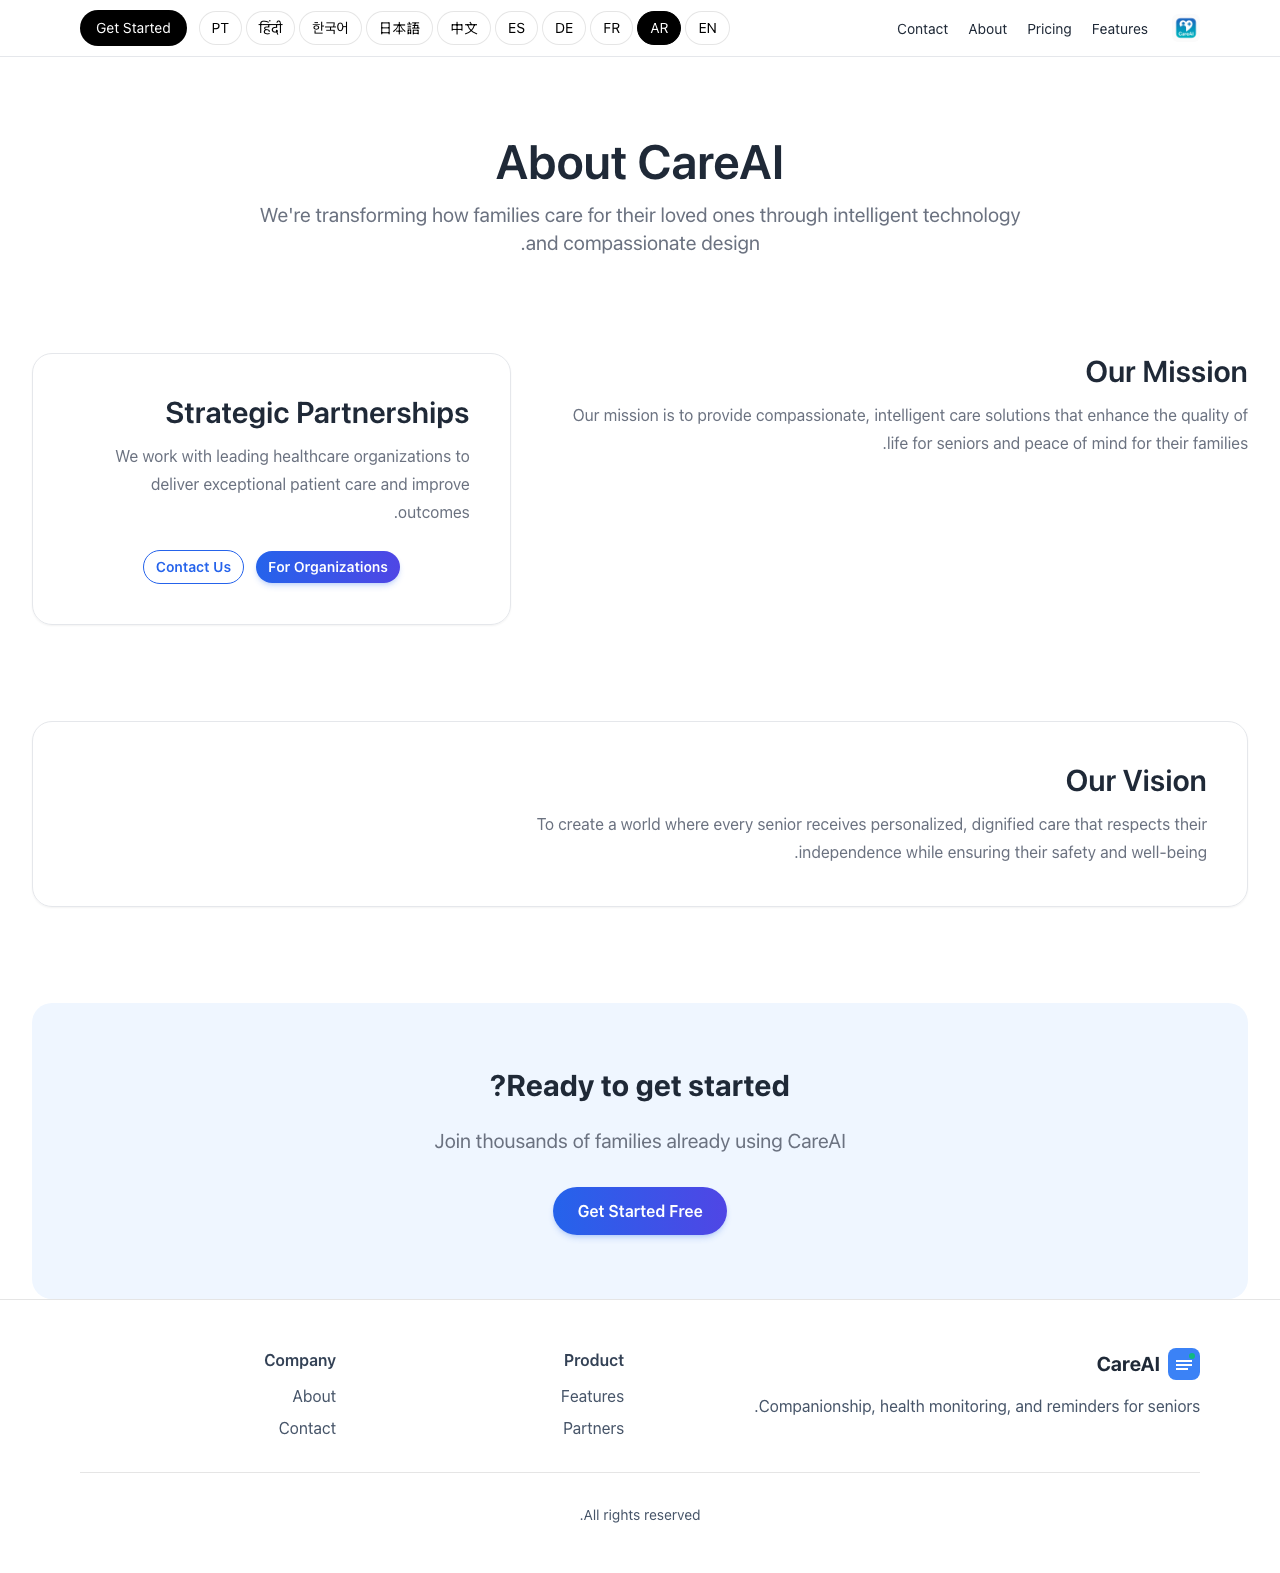 Get Started PT हिंदी 한국어 日本語 中文 ES DE FR AR EN Contact About Pricing Features CareAI
About CareAI
We're transforming how families care for their loved ones through intelligent technology
.and compassionate design
Our Mission
Our mission is to provide compassionate, intelligent care solutions that enhance the quality of
.life for seniors and peace of mind for their families
Strategic Partnerships
We work with leading healthcare organizations to
deliver exceptional patient care and improve
.outcomes
Contact Us For Organizations
Our Vision
To create a world where every senior receives personalized, dignified care that respects their
.independence while ensuring their safety and well-being
?Ready to get started
Join thousands of families already using CareAI
Get Started Free
CareAI
.Companionship, health monitoring, and reminders for seniors
Product
Features
Partners
Company
About
Contact
.All rights reserved